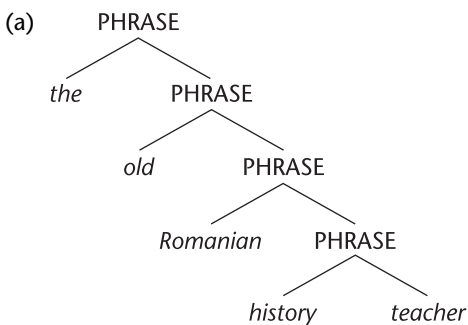 (a) PHRASE
the PHRASE
old PHRASE
Romanian PHRASE
history teacher